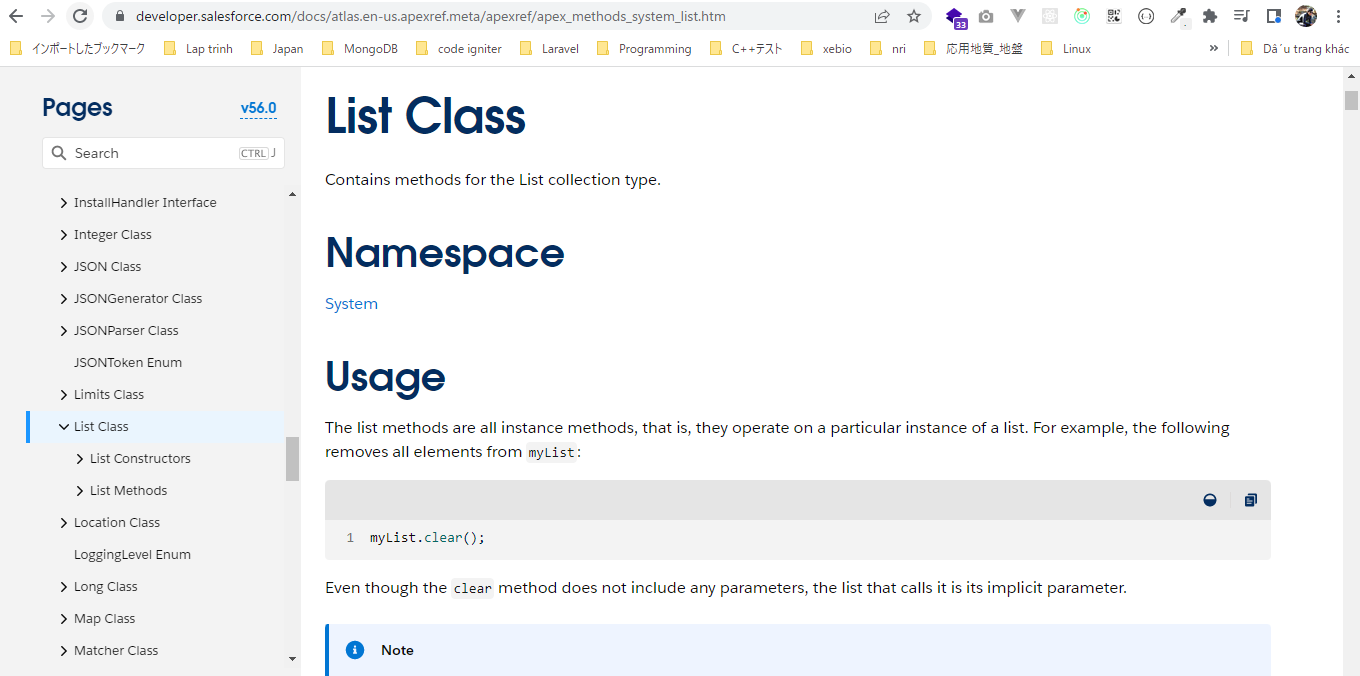 developer.salesforce.com/docs/atlas.en-us.apexref.meta/apexref/apex_methods_system_list.htm
33
インポートしたブックマーク
Lap trinh
Japan
MongoDB
code igniter
Laravel
Programming
C++テスト
xebio
nri
応用地質_地盤
Linux
»
Dấu trang khác
Pages
v56.0
Search
CTRL J
InstallHandler Interface
Integer Class
JSON Class
JSONGenerator Class
JSONParser Class
JSONToken Enum
Limits Class
List Class
List Constructors
List Methods
Location Class
LoggingLevel Enum
Long Class
Map Class
Matcher Class
List Class
Contains methods for the List collection type.
Namespace
System
Usage
The list methods are all instance methods, that is, they operate on a particular instance of a list. For example, the following
removes all elements from myList:
1 myList.clear();
Even though the clear method does not include any parameters, the list that calls it is its implicit parameter.
Note